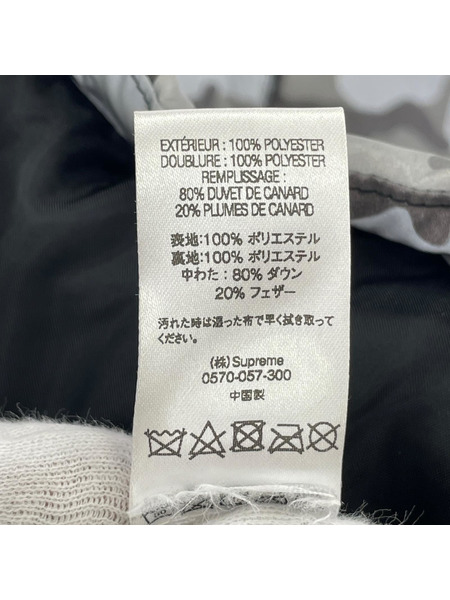 EXTÉRIEUR : 100% POLYESTER
DOUBLURE : 100% POLYESTER
REMPLISSAGE :
80% DUVET DE CANARD
20% PLUMES DE CANARD
表地:100% ポリエステル
裏地:100% ポリエステル
中わた : 80% ダウン
20% フェザー
汚れた時は湿った布で早く拭き取って
ください。
(株) Supreme
0570-057-300
中国製